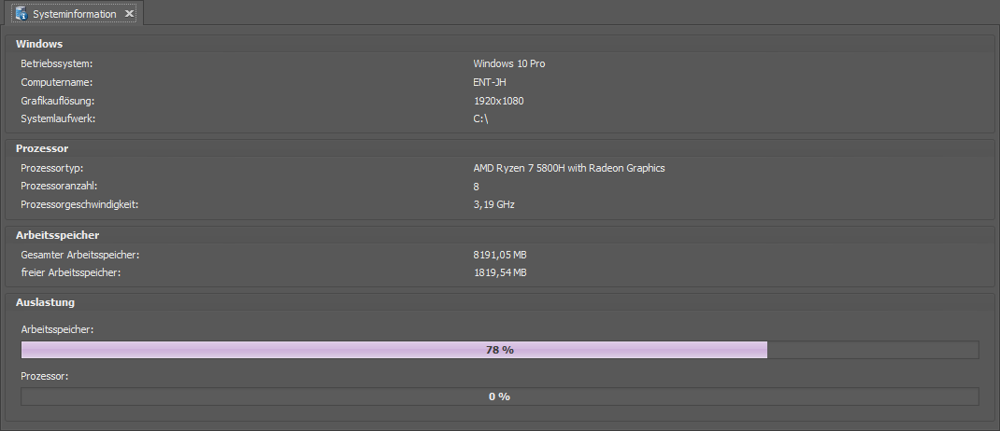 Systeminformation
Windows
Betriebssystem: Windows 10 Pro
Computername: ENT-JH
Grafikauflösung: 1920x1080
Systemlaufwerk: C:\
Prozessor
Prozessortyp: AMD Ryzen 7 5800H with Radeon Graphics
Prozessoranzahl: 8
Prozessorgeschwindigkeit: 3,19 GHz
Arbeitsspeicher
Gesamter Arbeitsspeicher: 8191,05 MB
freier Arbeitsspeicher: 1819,54 MB
Auslastung
Arbeitsspeicher:
78 %
Prozessor:
0 %